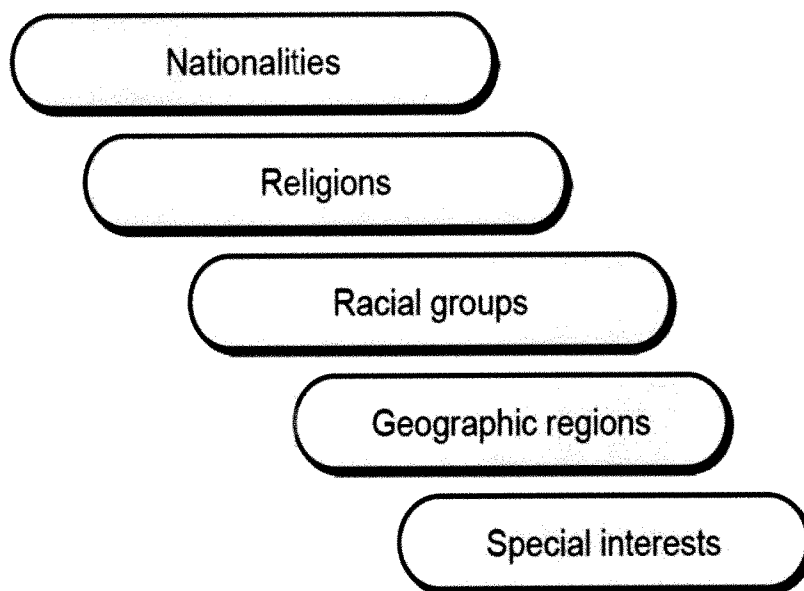 Nationalities
Religions
Racial groups
Geographic regions
Special interests